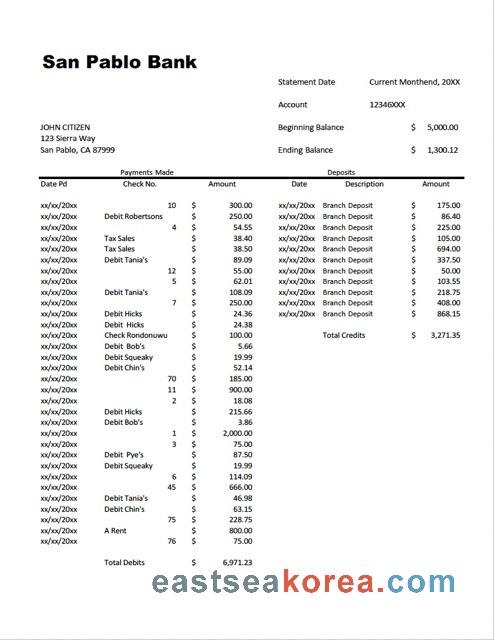 San Pablo Bank
Statement Date Current Monthend, 20XX
Account 12346XXX
JOHN CITIZEN Beginning Balance $ 5,000.00
123 Sierra Way
San Pablo, CA 87999 Ending Balance $ 1,300.12
Payments Made Deposits
Date Pd Check No. Amount Date Description Amount
xx/xx/20xx 10 $ 300.00 xx/xx/20xx Branch Deposit $ 175.00
xx/xx/20xx Debit Robertsons $ 250.00 xx/xx/20xx Branch Deposit $ 86.40
xx/xx/20xx 4 $ 54.55 xx/xx/20xx Branch Deposit $ 225.00
xx/xx/20xx Tax Sales $ 38.40 xx/xx/20xx Branch Deposit $ 105.00
xx/xx/20xx Tax Sales $ 38.50 xx/xx/20xx Branch Deposit $ 694.00
xx/xx/20xx Debit Tania's $ 89.09 xx/xx/20xx Branch Deposit $ 337.50
xx/xx/20xx 12 $ 55.00 xx/xx/20xx Branch Deposit $ 50.00
xx/xx/20xx 5 $ 62.01 xx/xx/20xx Branch Deposit $ 103.55
xx/xx/20xx Debit Tania's $ 108.09 xx/xx/20xx Branch Deposit $ 218.75
xx/xx/20xx 7 $ 250.00 xx/xx/20xx Branch Deposit $ 408.00
xx/xx/20xx Debit Hicks $ 24.36 xx/xx/20xx Branch Deposit $ 868.15
xx/xx/20xx Debit Hicks $ 24.38
xx/xx/20xx Check Rondonuwu $ 100.00 Total Credits $ 3,271.35
xx/xx/20xx Debit Bob's $ 5.66
xx/xx/20xx Debit Squeaky $ 19.99
xx/xx/20xx Debit Chin's $ 52.14
xx/xx/20xx 70 $ 185.00
xx/xx/20xx 11 $ 900.00
xx/xx/20xx 2 $ 18.08
xx/xx/20xx Debit Hicks $ 215.66
xx/xx/20xx Debit Bob's $ 3.86
xx/xx/20xx 1 $ 2,000.00
xx/xx/20xx 3 $ 75.00
xx/xx/20xx Debit Pye's $ 87.50
xx/xx/20xx Debit Squeaky $ 19.99
xx/xx/20xx 6 $ 114.09
xx/xx/20xx 45 $ 666.00
xx/xx/20xx Debit Tania's $ 46.98
xx/xx/20xx Debit Chin's $ 63.15
xx/xx/20xx 75 $ 228.75
xx/xx/20xx A Rent $ 800.00
xx/xx/20xx 76 $ 75.00
Total Debits $ 6,971.23
eastseakorea.com